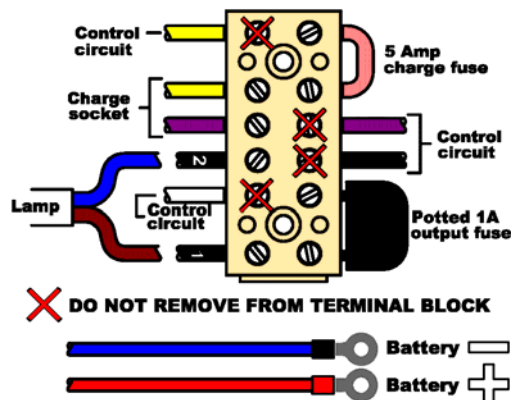 Control
circuit
5 Amp
charge fuse
Charge
socket
Control
circuit
2
Lamp
Control
circuit
Potted 1A
output fuse
1
DO NOT REMOVE FROM TERMINAL BLOCK
Battery
Battery